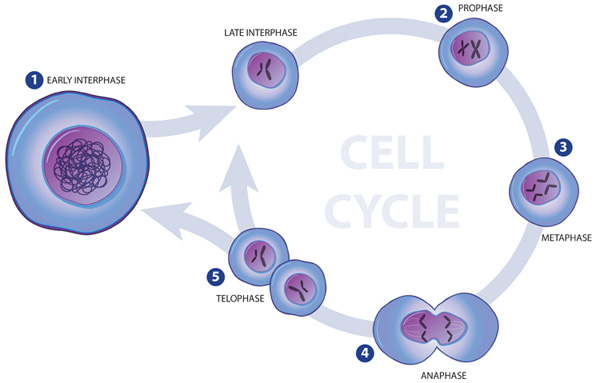 1 EARLY INTERPHASE
LATE INTERPHASE
2 PROPHASE
3
METAPHASE
CELL
CYCLE
4
ANAPHASE
5
TELOPHASE